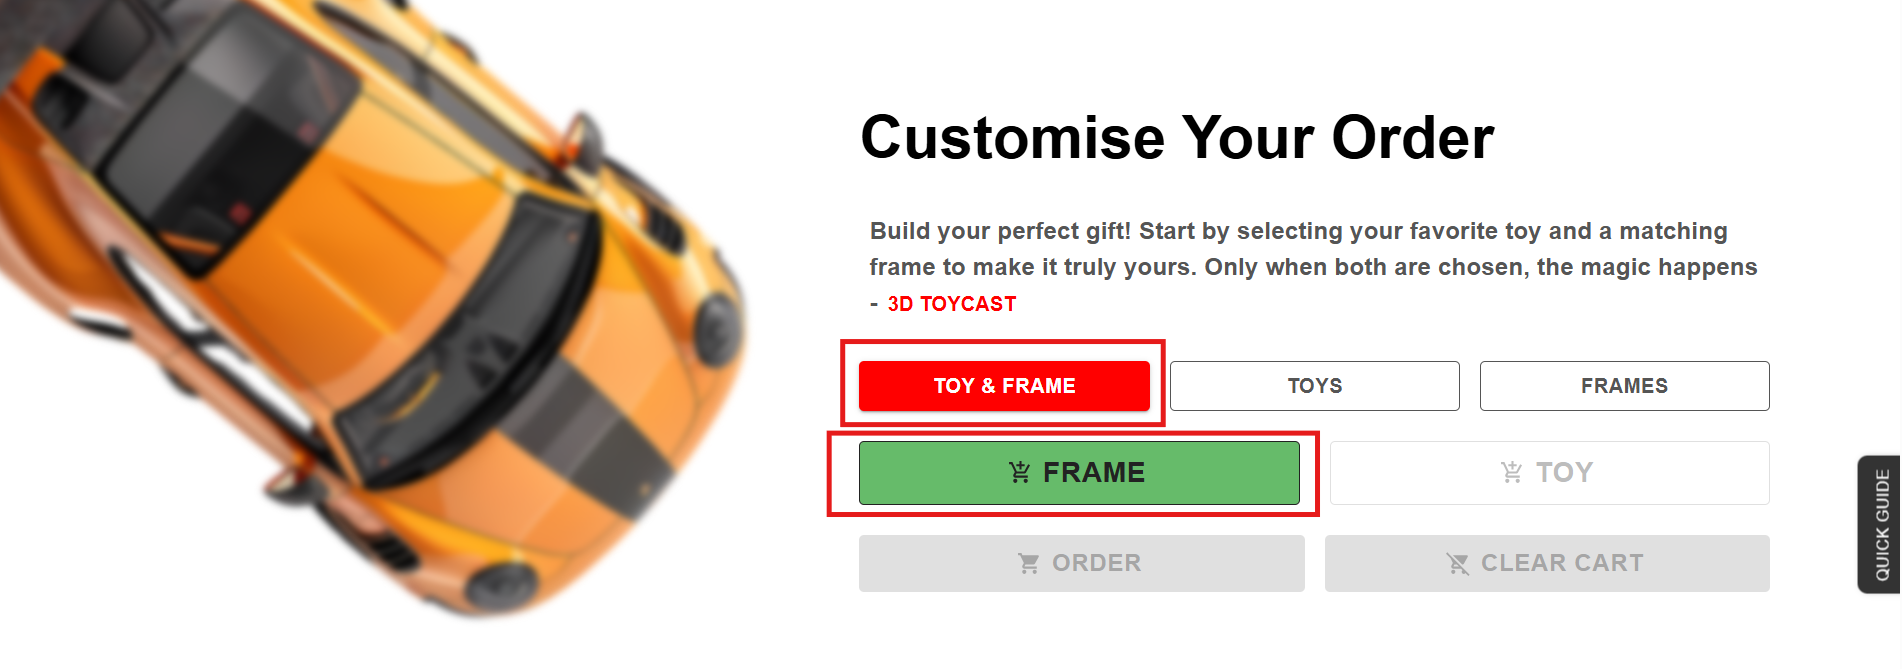 Customise Your Order
Build your perfect gift! Start by selecting your favorite toy and a matching
frame to make it truly yours. Only when both are chosen, the magic happens
- 3D TOYCAST
TOY & FRAME
TOYS
FRAMES
FRAME
TOY
ORDER
CLEAR CART
QUICK GUIDE